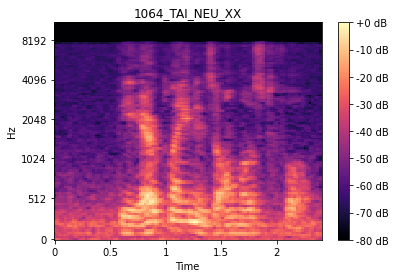 1064_TAI_NEU_XX
+0 dB
8192
-10 dB
4096
-20 dB
-30 dB
2048
Hz
-40 dB
1024
-50 dB
512
-60 dB
-70 dB
0
-80 dB
0 0.5 1 1.5 2
Time